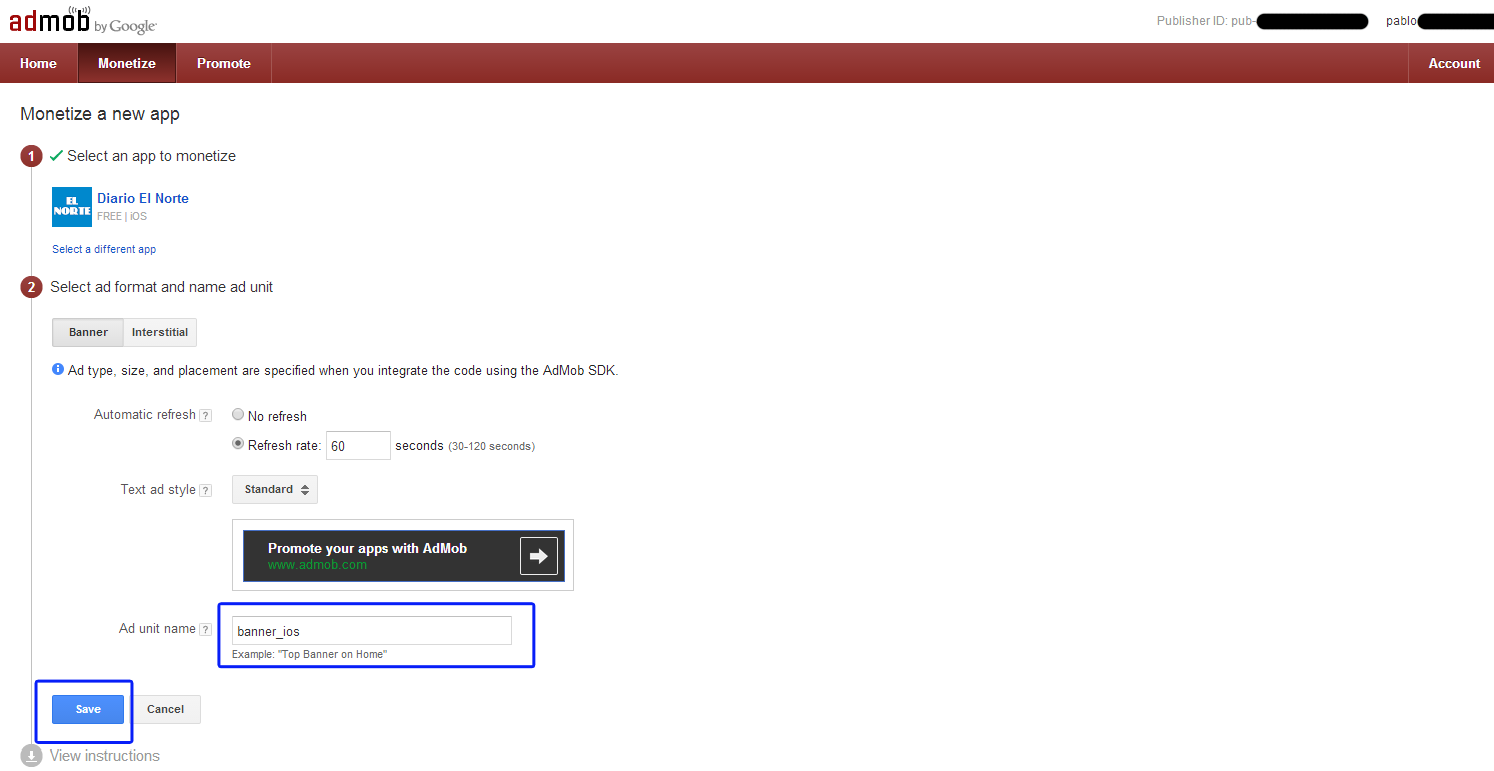 admob by Google
Publisher ID: pub-
pablo
Home
Monetize
Promote
Account
Monetize a new app
1
Select an app to monetize
EL
NORTE
Diario El Norte
FREE | iOS
Select a different app
2
Select ad format and name ad unit
Banner
Interstitial
i Ad type, size, and placement are specified when you integrate the code using the AdMob SDK.
Automatic refresh ?
No refresh
Refresh rate: 60 seconds (30-120 seconds)
Text ad style ?
Standard
Promote your apps with AdMob
www.admob.com
Ad unit name ?
banner_ios
Example: "Top Banner on Home"
Save
Cancel
View instructions